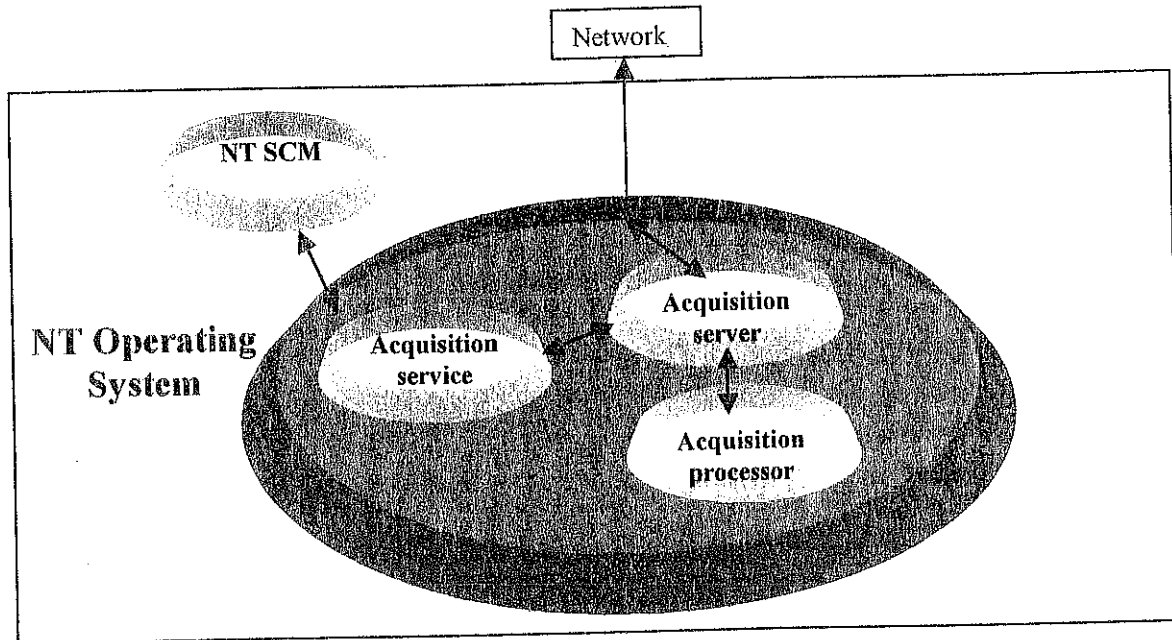 Network
NT SCM
NT Operating
System
Acquisition
service
Acquisition
server
Acquisition
processor